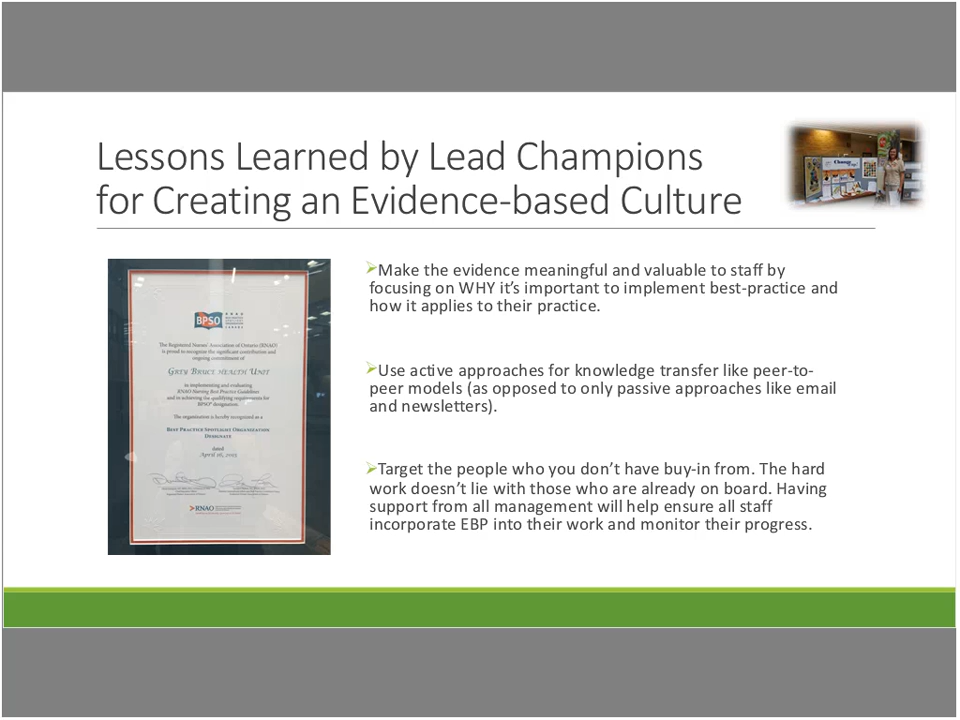 Lessons Learned by Lead Champions
for Creating an Evidence-based Culture
BPSO
The Registered Nurses' Association of Ontario (RNAO)
is proud to recognize the significant contribution and
ongoing commitment of
GREY BRUCE HEALTH UNIT
in implementing and evaluating
RNAO Nursing Best Practice Guidelines
and in achieving the qualifying requirements for
BPSO® designation.
The organization is hereby recognized as a
BEST PRACTICE SPOTLIGHT ORGANIZATION
DESIGNATE
dated
April 16, 2015
RNAO
Make the evidence meaningful and valuable to staff by
focusing on WHY it’s important to implement best-practice and
how it applies to their practice.
Use active approaches for knowledge transfer like peer-to-
peer models (as opposed to only passive approaches like email
and newsletters).
Target the people who you don’t have buy-in from. The hard
work doesn’t lie with those who are already on board. Having
support from all management will help ensure all staff
incorporate EBP into their work and monitor their progress.